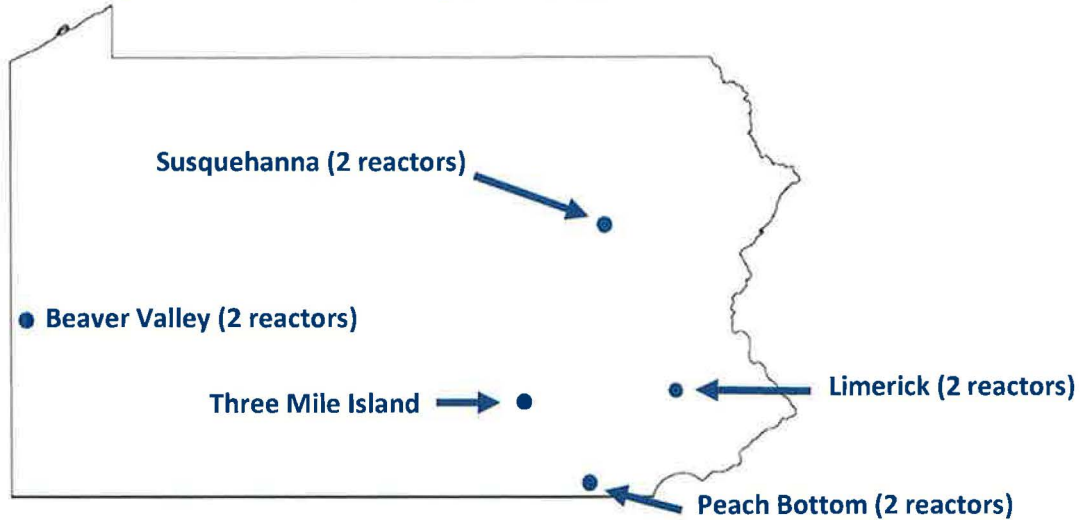 Susquehanna (2 reactors)
Beaver Valley (2 reactors)
Three Mile Island
Limerick (2 reactors)
Peach Bottom (2 reactors)